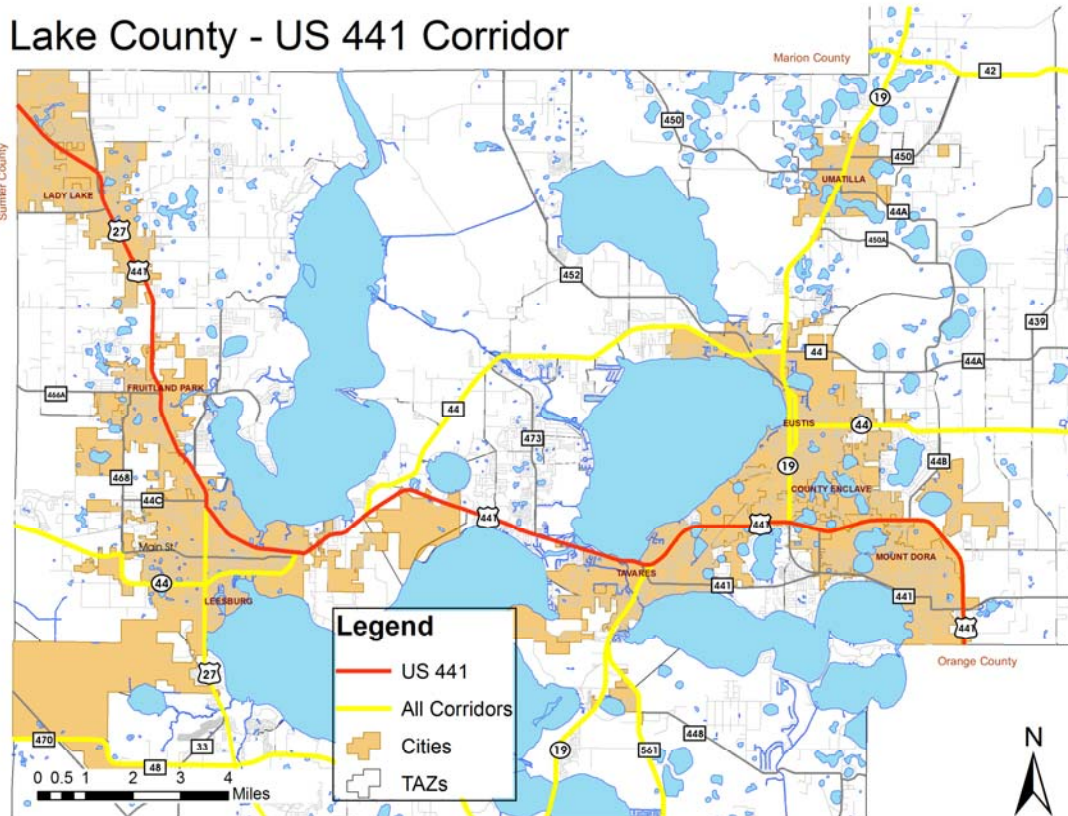 Lake County - US 441 Corridor
Marion County
42
19
Sumter County
450
450
UMATILLA
LADY LAKE
44A
27
450A
441
452
439
44
44A
FRUITLAND PARK
466A
44
473
EUSTIS
44
19
44B
468
COUNTY ENCLAVE
44C
441
441
Main St
MOUNT DORA
TAVARES
44
441
441
LEESBURG
441
Legend
US 441
All Corridors
Cities
TAZs
Orange County
27
470
33
48
19
561
448
N
0 0.5 1 2 3 4
Miles